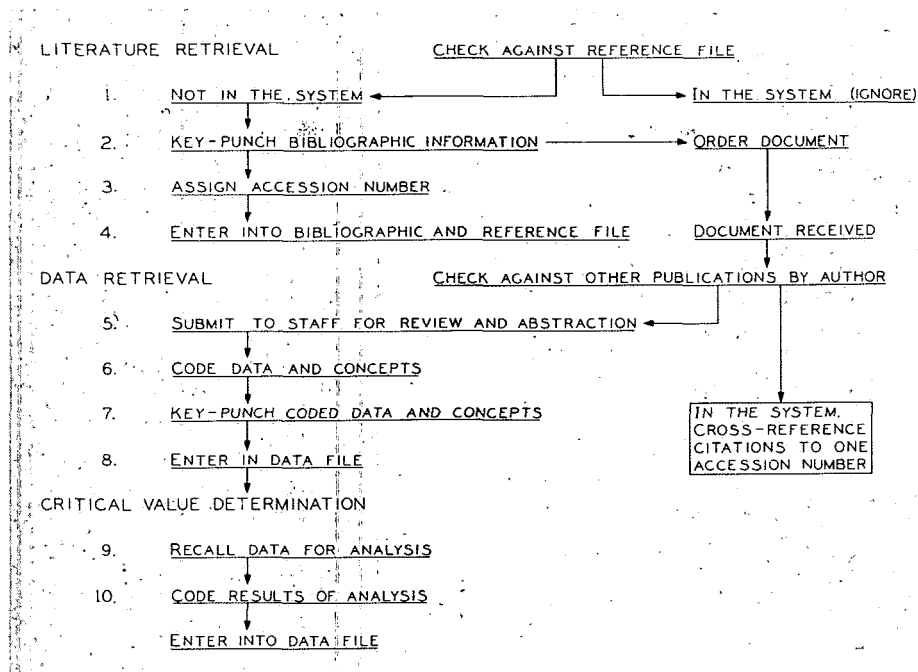 LITERATURE RETRIEVAL
CHECK AGAINST REFERENCE FILE
1. NOT IN THE SYSTEM
IN THE SYSTEM (IGNORE)
2. KEY-PUNCH BIBLIOGRAPHIC INFORMATION
ORDER DOCUMENT
3. ASSIGN ACCESSION NUMBER
4. ENTER INTO BIBLIOGRAPHIC AND REFERENCE FILE
DOCUMENT RECEIVED
DATA RETRIEVAL
CHECK AGAINST OTHER PUBLICATIONS BY AUTHOR
5. SUBMIT TO STAFF FOR REVIEW AND ABSTRACTION
6. CODE DATA AND CONCEPTS
7. KEY-PUNCH CODED DATA AND CONCEPTS
IN THE SYSTEM,
CROSS-REFERENCE
CITATIONS TO ONE
ACCESSION NUMBER
8. ENTER IN DATA FILE
CRITICAL VALUE DETERMINATION
9. RECALL DATA FOR ANALYSIS
10. CODE RESULTS OF ANALYSIS
ENTER INTO DATA FILE